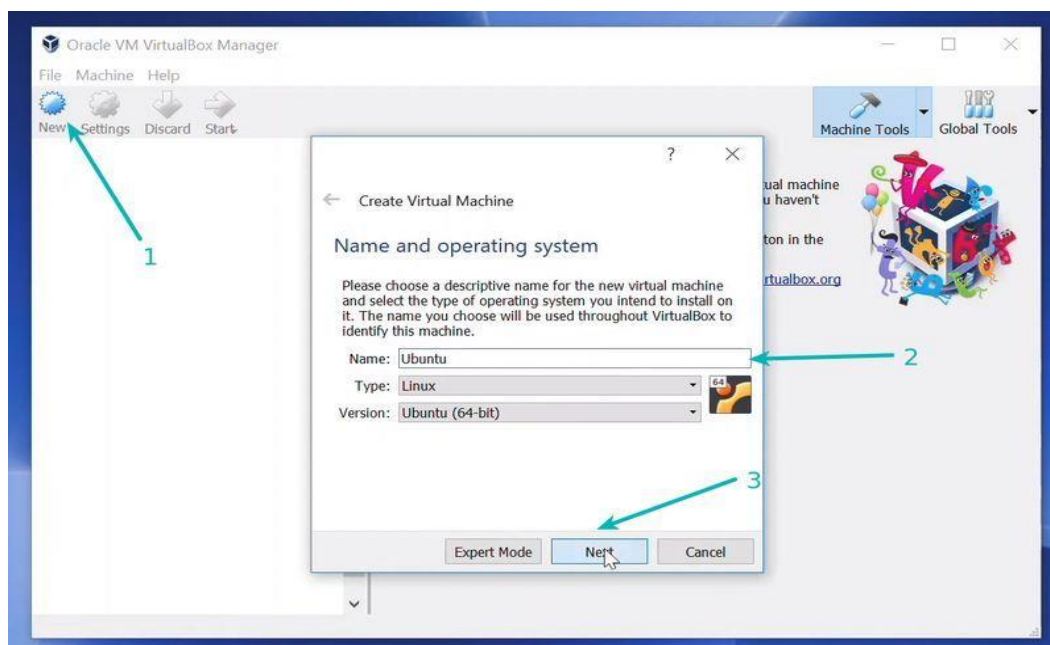 Oracle VM VirtualBox Manager
File Machine Help
New Settings Discard Start
Machine Tools
Global Tools
1
ual machine
u haven't
ton in the
rtualbox.org
Create Virtual Machine
Name and operating system
Please choose a descriptive name for the new virtual machine
and select the type of operating system you intend to install on
it. The name you choose will be used throughout VirtualBox to
identify this machine.
Name: Ubuntu
2
Type: Linux
64
Version: Ubuntu (64-bit)
3
Expert Mode Next Cancel